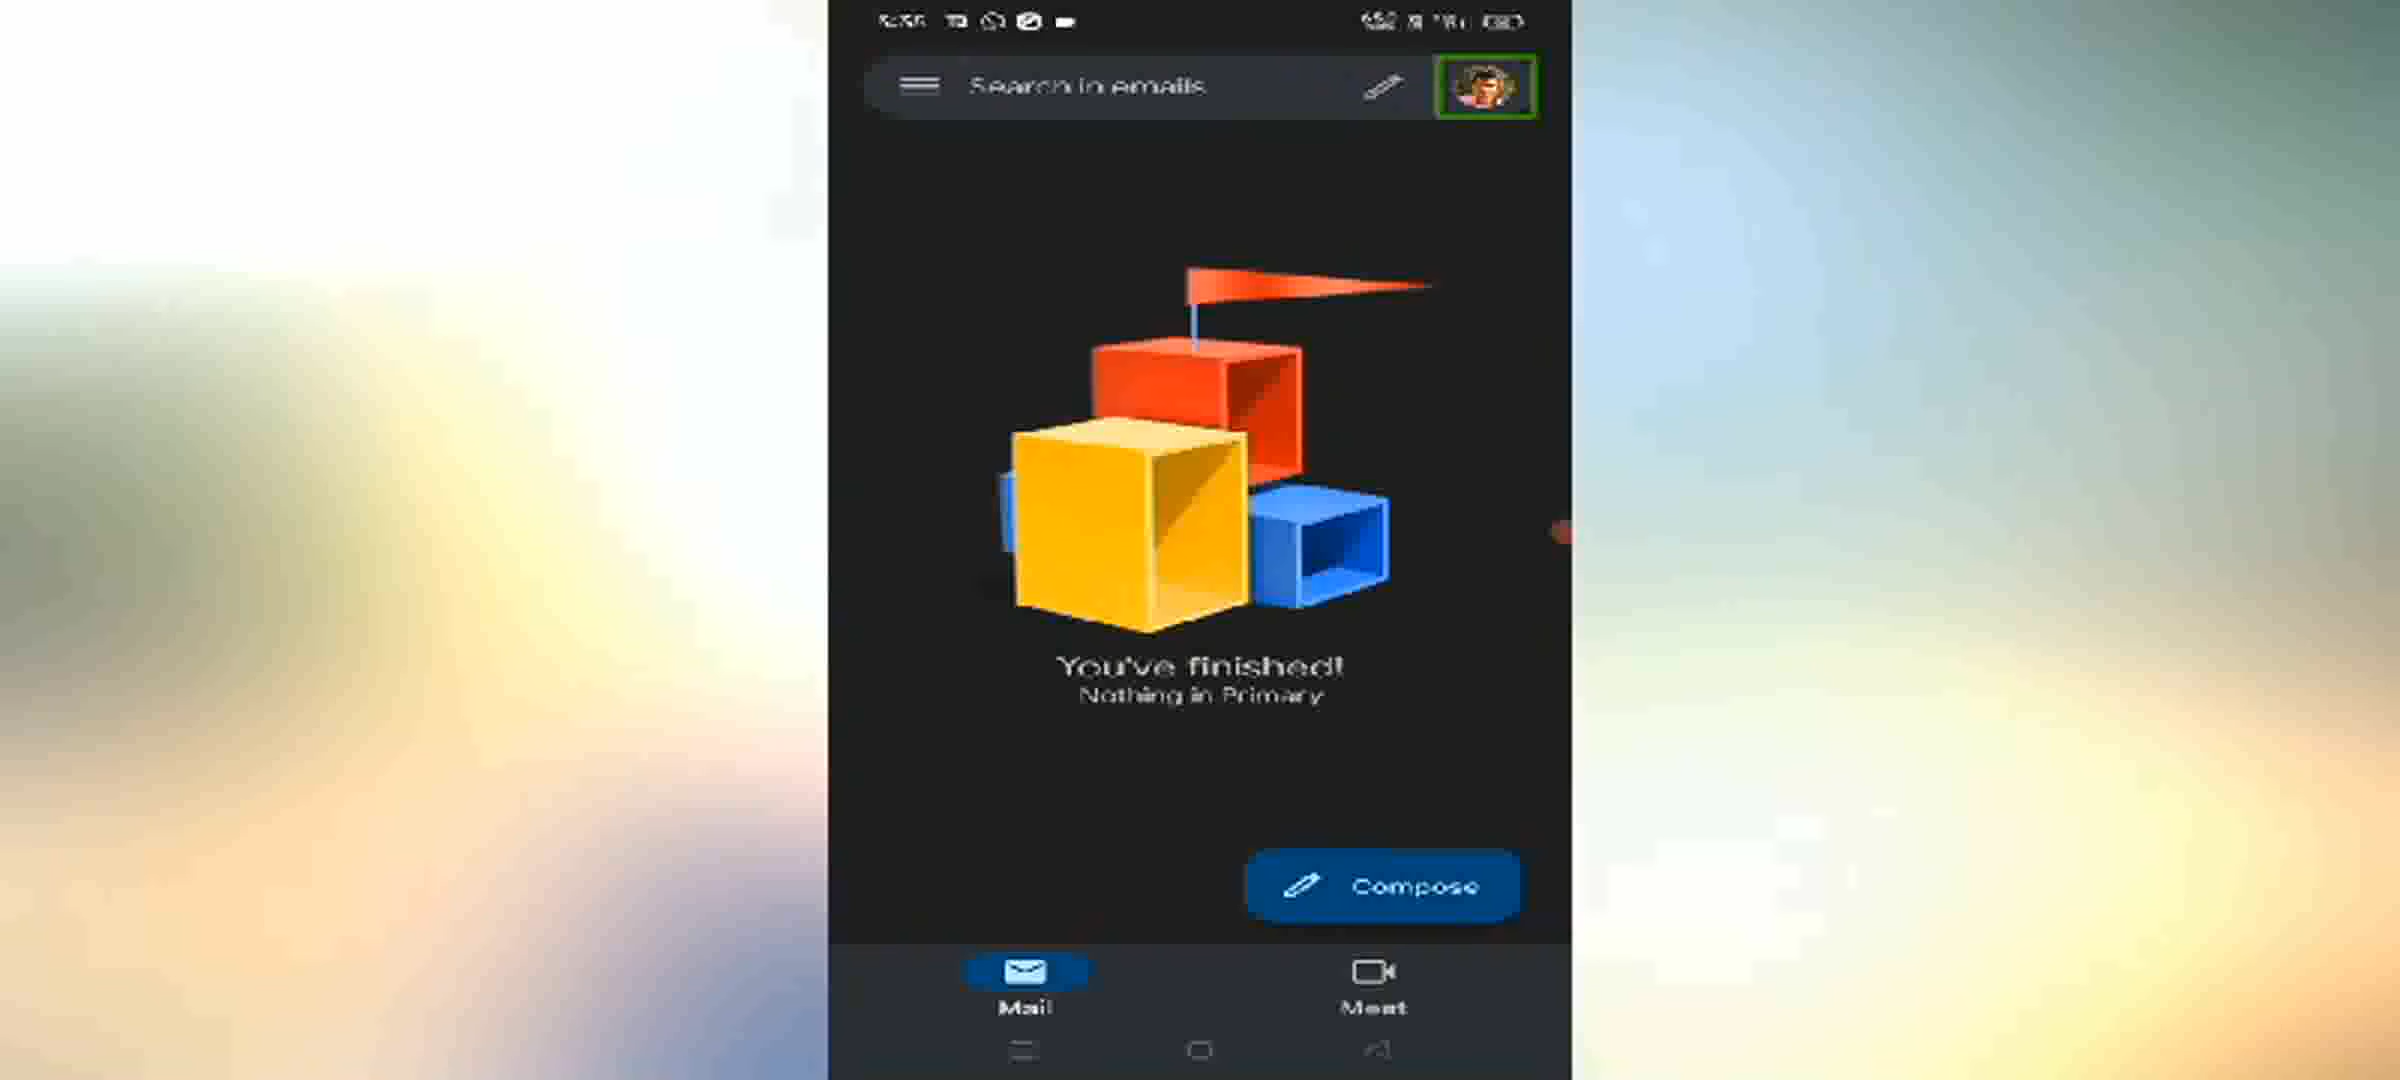 Search in emails
You've finished!
Nothing in Primary
Compose
Mail
Meet